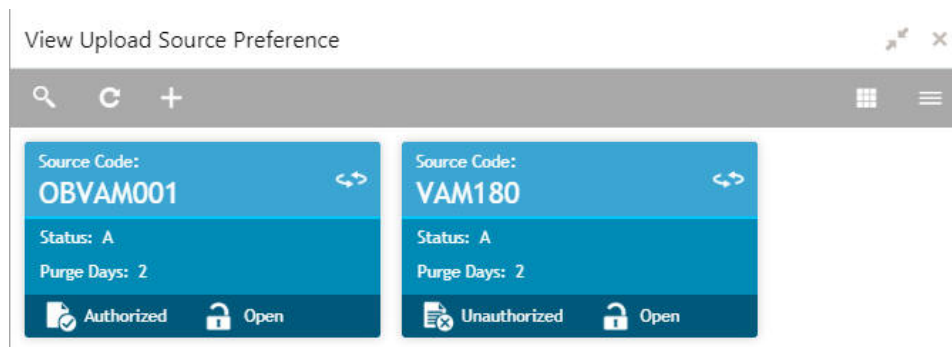 View Upload Source Preference
Source Code:
OBVAM001
Status: A
Purge Days: 2
Authorized Open
Source Code:
VAM180
Status: A
Purge Days: 2
Unauthorized Open